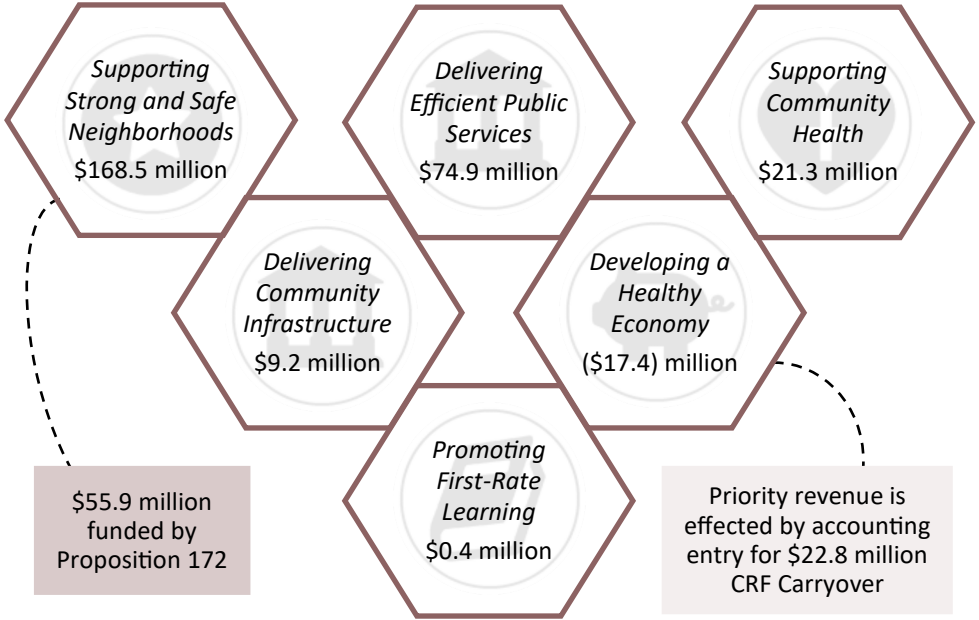 Supporting
Strong and Safe
Neighborhoods
$168.5 million
Delivering
Efficient Public
Services
$74.9 million
Supporting
Community
Health
$21.3 million
Delivering
Community
Infrastructure
$9.2 million
Developing a
Healthy
Economy
($17.4) million
Promoting
First-Rate
Learning
$0.4 million
$55.9 million
funded by
Proposition 172
Priority revenue is
effected by accounting
entry for $22.8 million
CRF Carryover